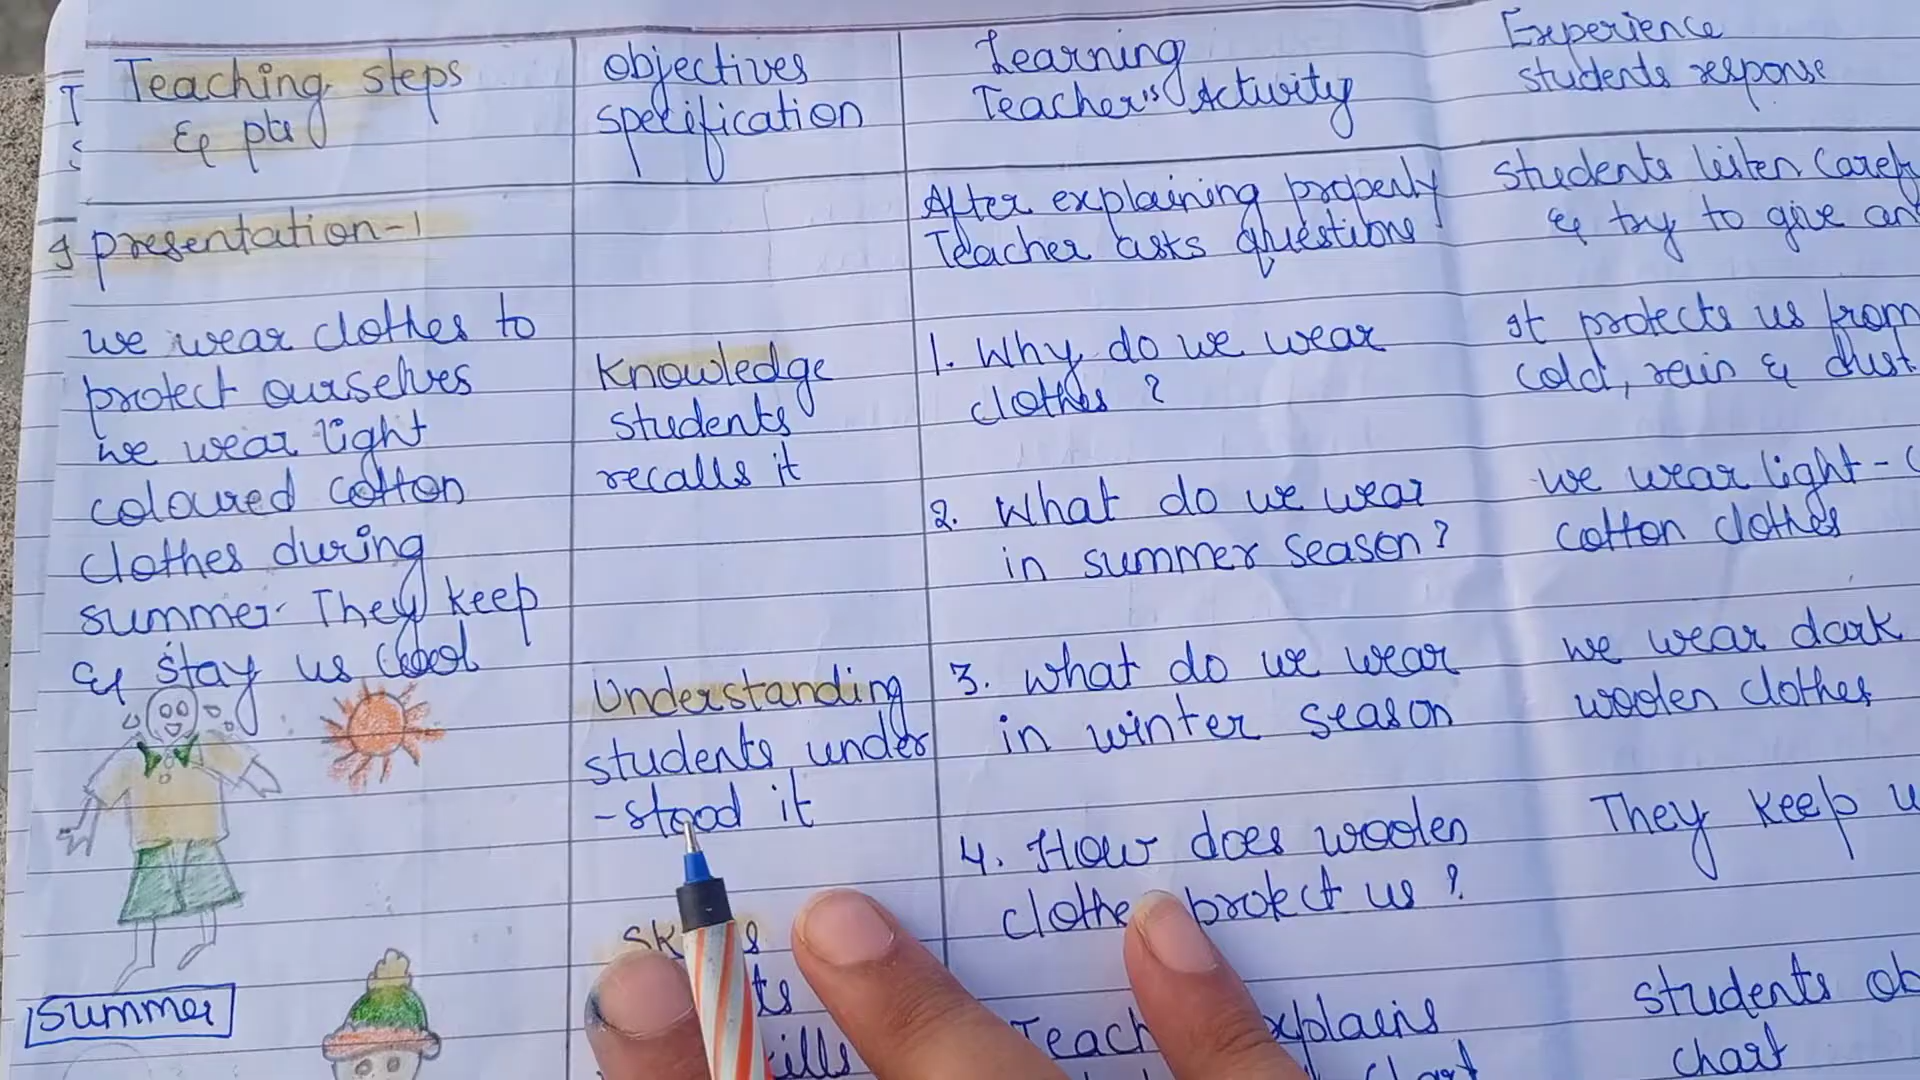 Teaching steps
& pts
Objectives
specification
Learning
Teacher's Activity
Experience
students response
presentation-1
we wear clothes to
protect ourselves
we wear light
coloured cotton
clothes during
summer. They keep
& stay us cool
summer
Knowledge
students
recalls it
Understanding
students under
-stood it
After explaining properly
Teacher asks questions
1. Why do we wear
clothes ?
2. What do we wear
in summer season ?
3. what do we wear
in winter season
4. How does woolen
protect us ?
students listen
& try to give
It protects us from
cold, rain & dust
we wear light -
cotton clothes
we wear dark
woolen clothes
They keep
students
chart